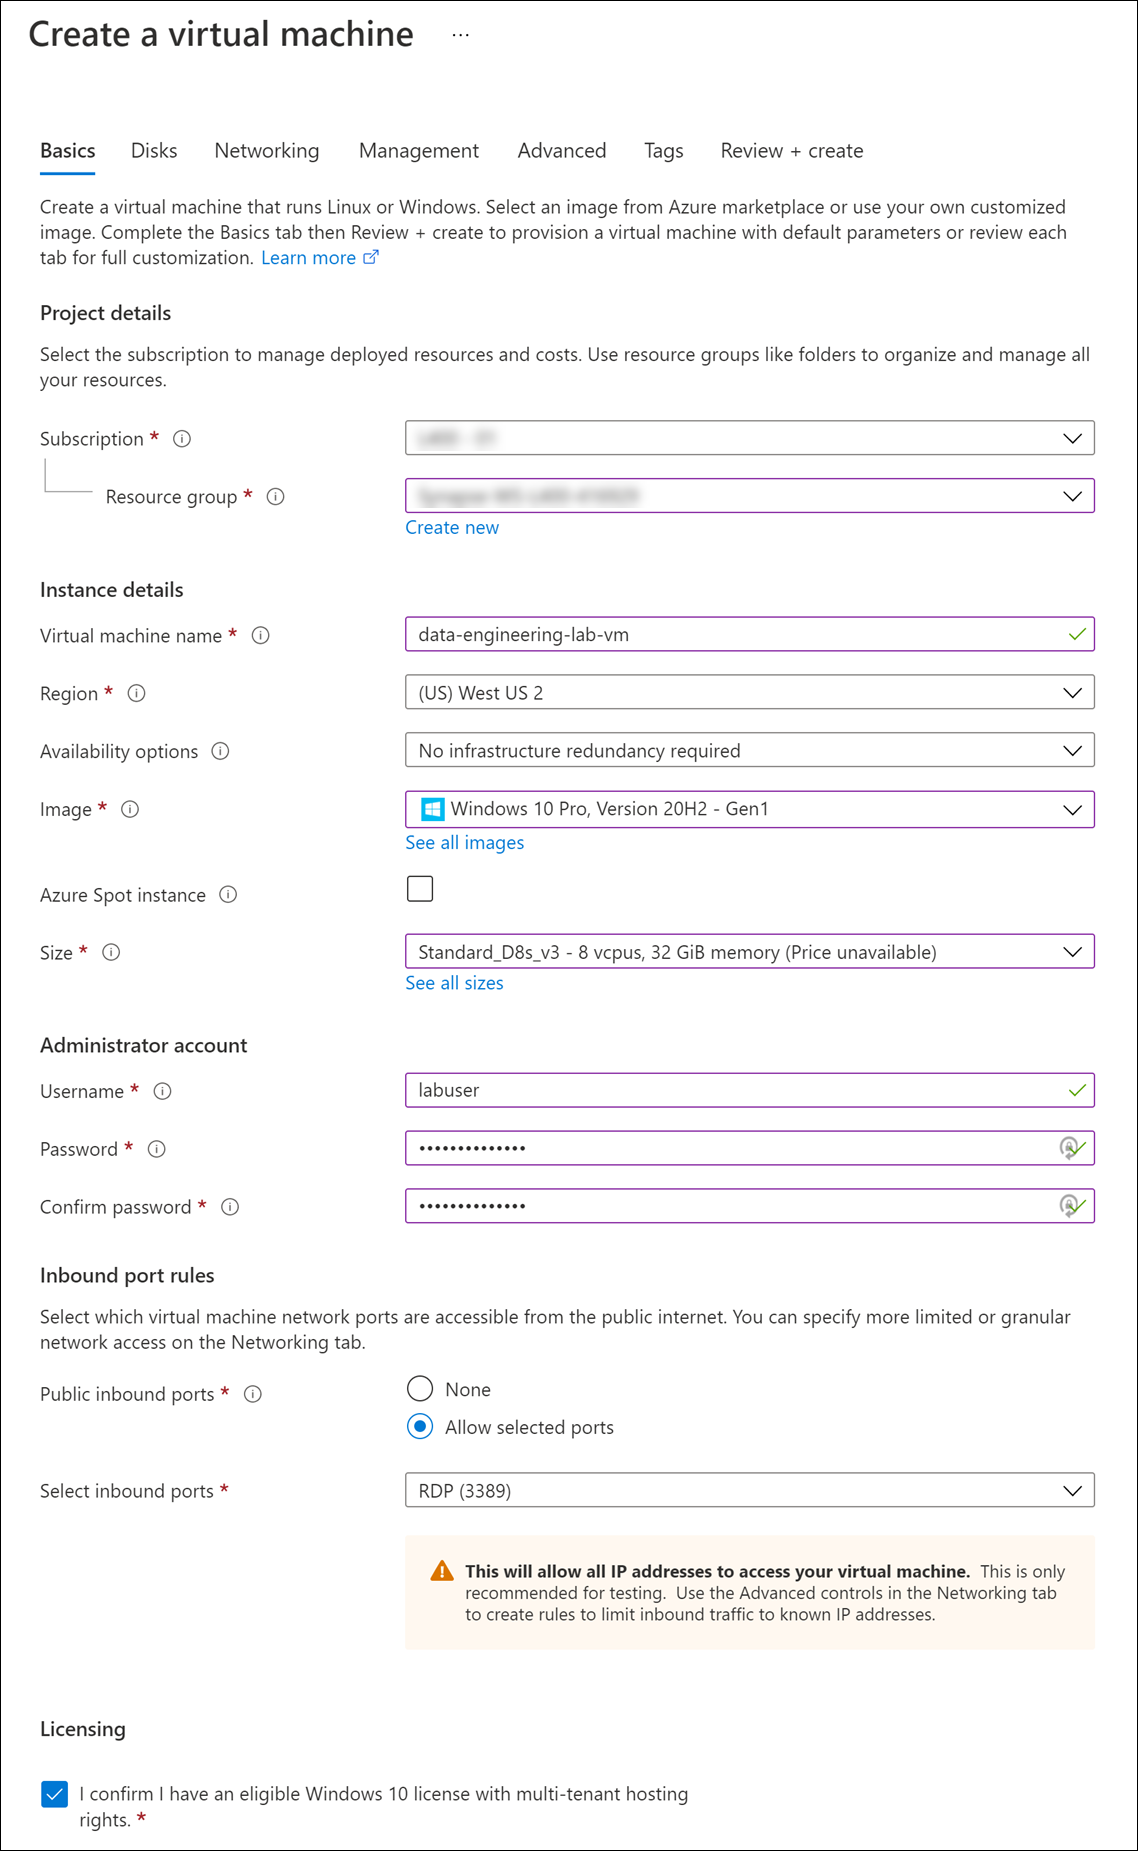 Create a virtual machine ...
Basics Disks Networking Management Advanced Tags Review + create
Create a virtual machine that runs Linux or Windows. Select an image from Azure marketplace or use your own customized
image. Complete the Basics tab then Review + create to provision a virtual machine with default parameters or review each
tab for full customization. Learn more
Project details
Select the subscription to manage deployed resources and costs. Use resource groups like folders to organize and manage all
your resources.
Subscription *
Resource group *
Create new
Instance details
Virtual machine name * data-engineering-lab-vm
Region * (US) West US 2
Availability options No infrastructure redundancy required
Image * Windows 10 Pro, Version 20H2 - Gen1
See all images
Azure Spot instance
Size * Standard_D8s_v3 - 8 vcpus, 32 GiB memory (Price unavailable)
See all sizes
Administrator account
Username * labuser
Password * ••••••••••••••
Confirm password * ••••••••••••••
Inbound port rules
Select which virtual machine network ports are accessible from the public internet. You can specify more limited or granular
network access on the Networking tab.
Public inbound ports * None
Allow selected ports
Select inbound ports * RDP (3389)
This will allow all IP addresses to access your virtual machine. This is only
recommended for testing. Use the Advanced controls in the Networking tab
to create rules to limit inbound traffic to known IP addresses.
Licensing
I confirm I have an eligible Windows 10 license with multi-tenant hosting
rights. *